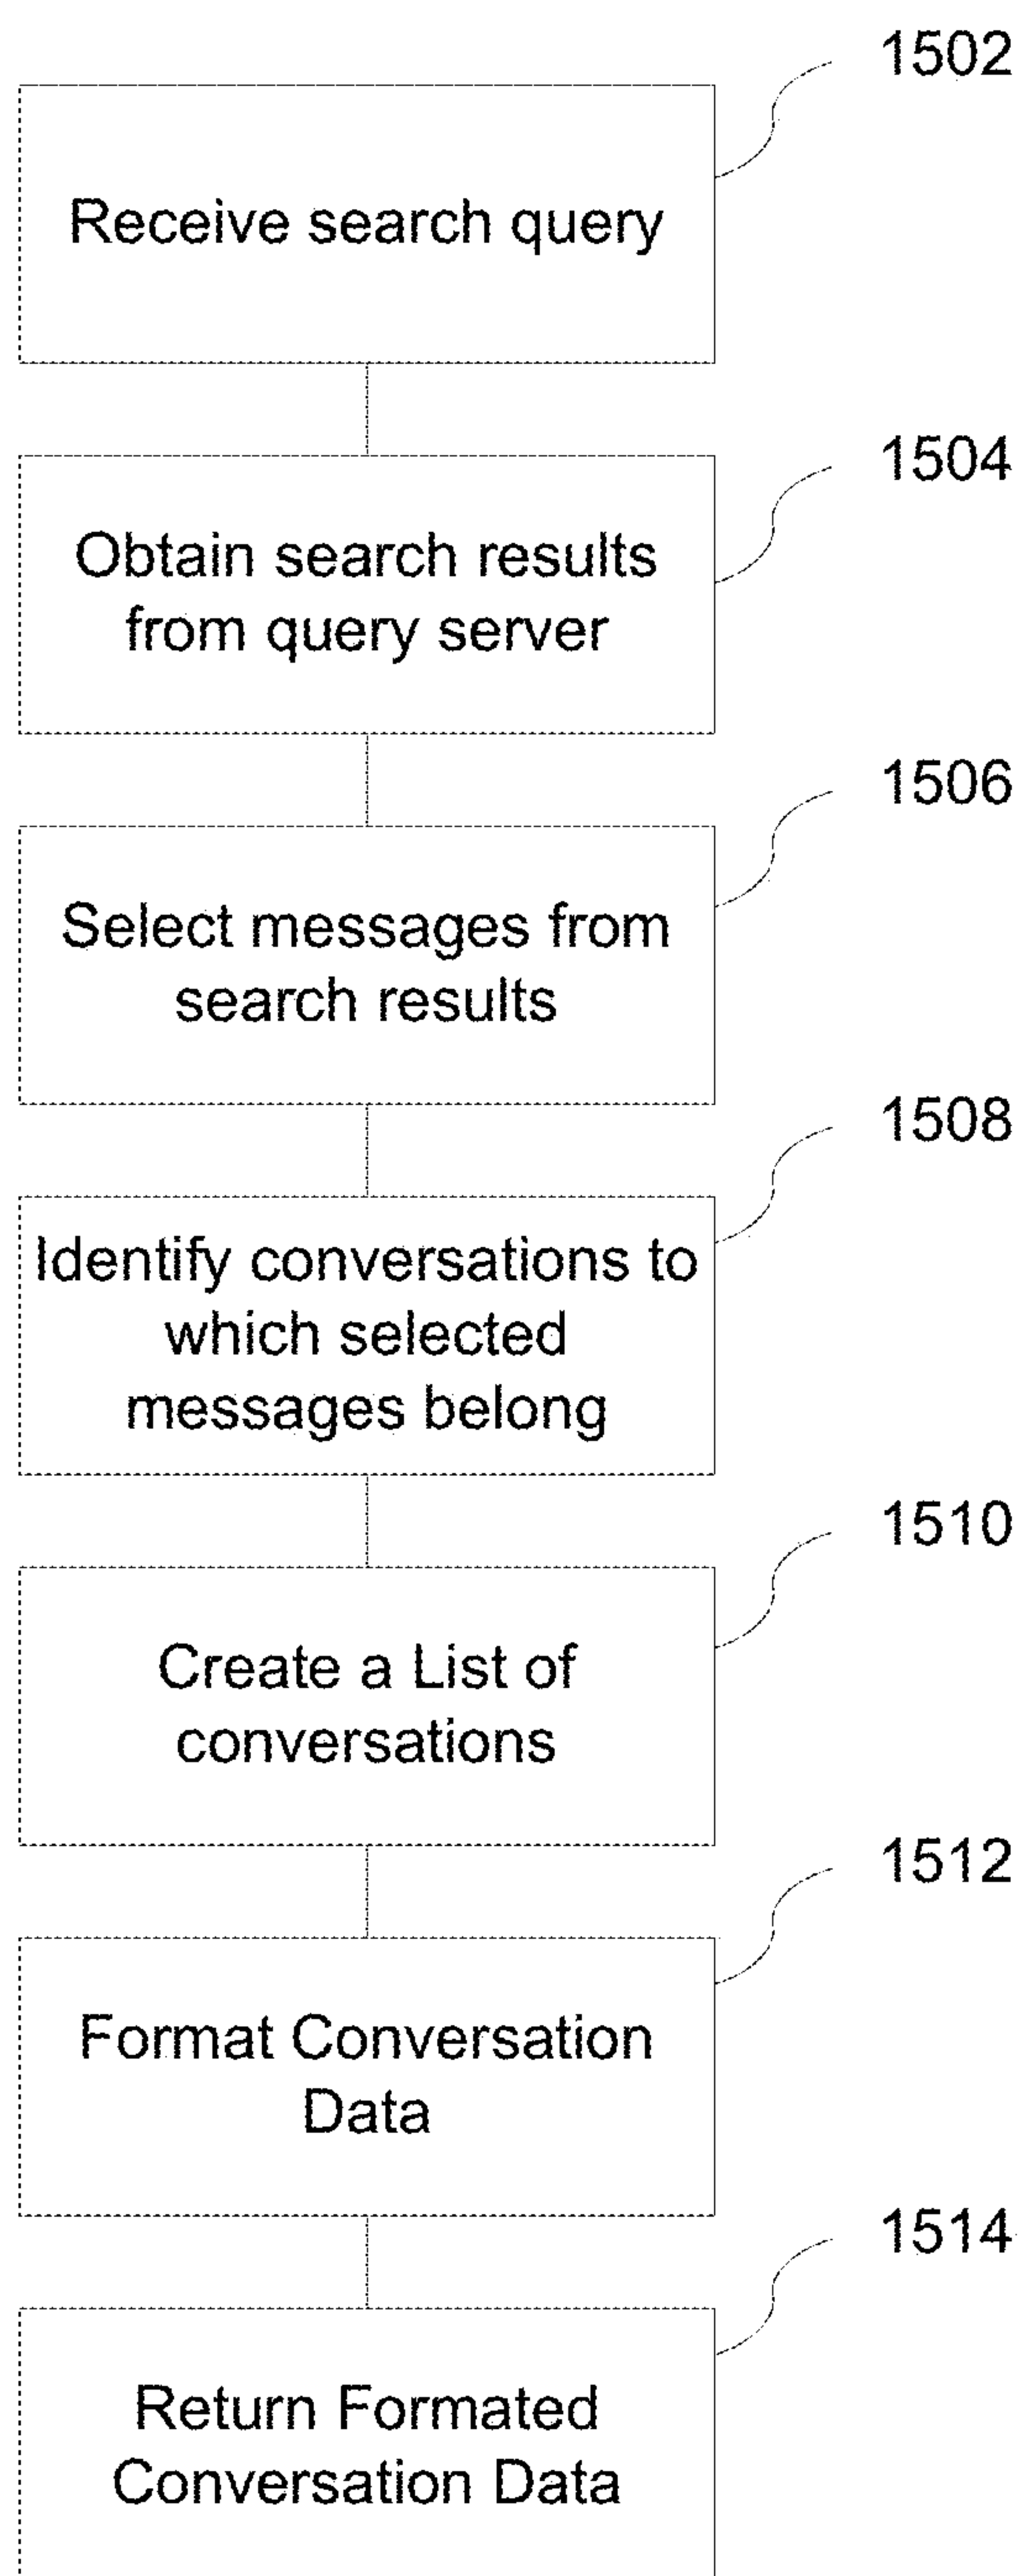 1502
Receive search query
1504
Obtain search results
from query server
1506
Select messages from
search results
1508
Identify conversations to
which selected
messages belong
1510
Create a List of
conversations
1512
Format Conversation
Data
1514
Return Formated
Conversation Data